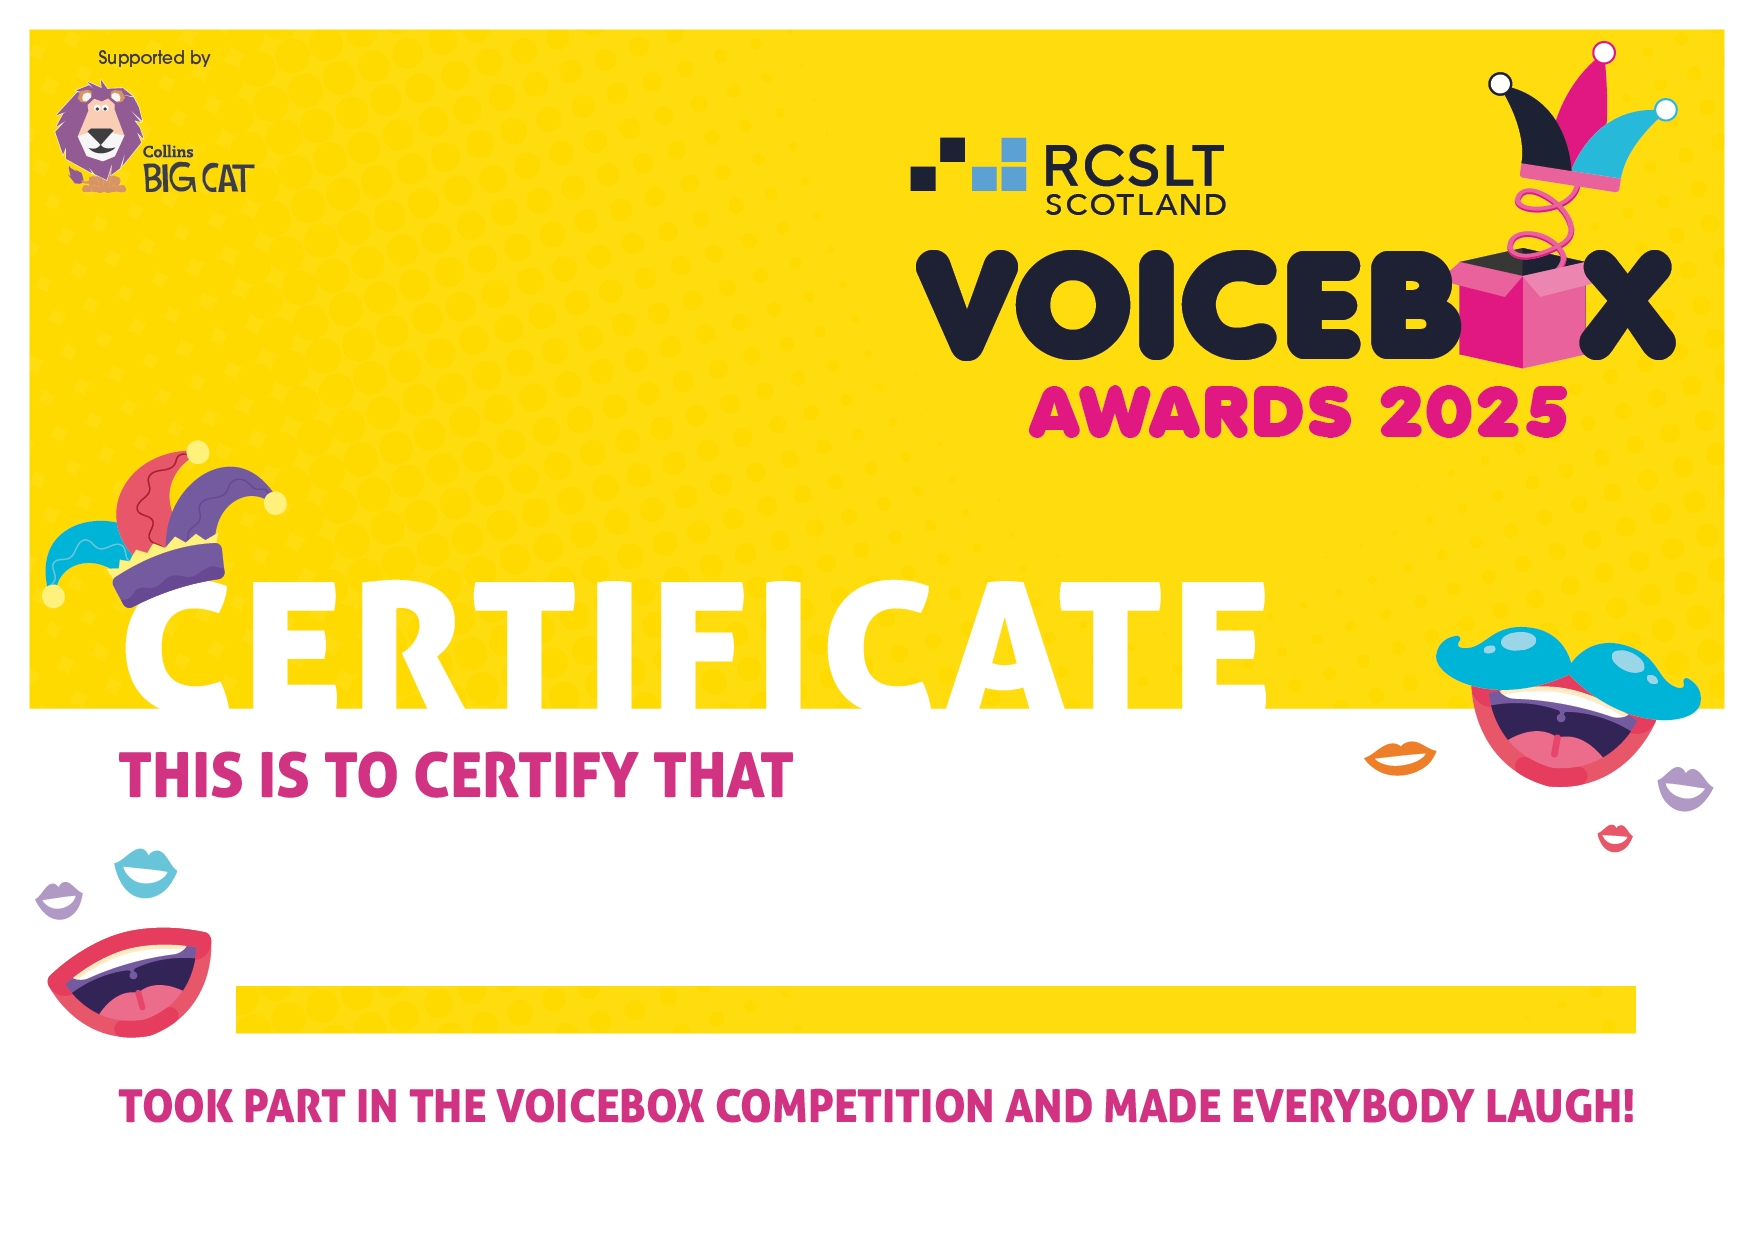 Supported by
Collins
BIG CAT
RCSLT
SCOTLAND
VOICEBOX
AWARDS 2025
CERTIFICATE
THIS IS TO CERTIFY THAT
TOOK PART IN THE VOICEBOX COMPETITION AND MADE EVERYBODY LAUGH!